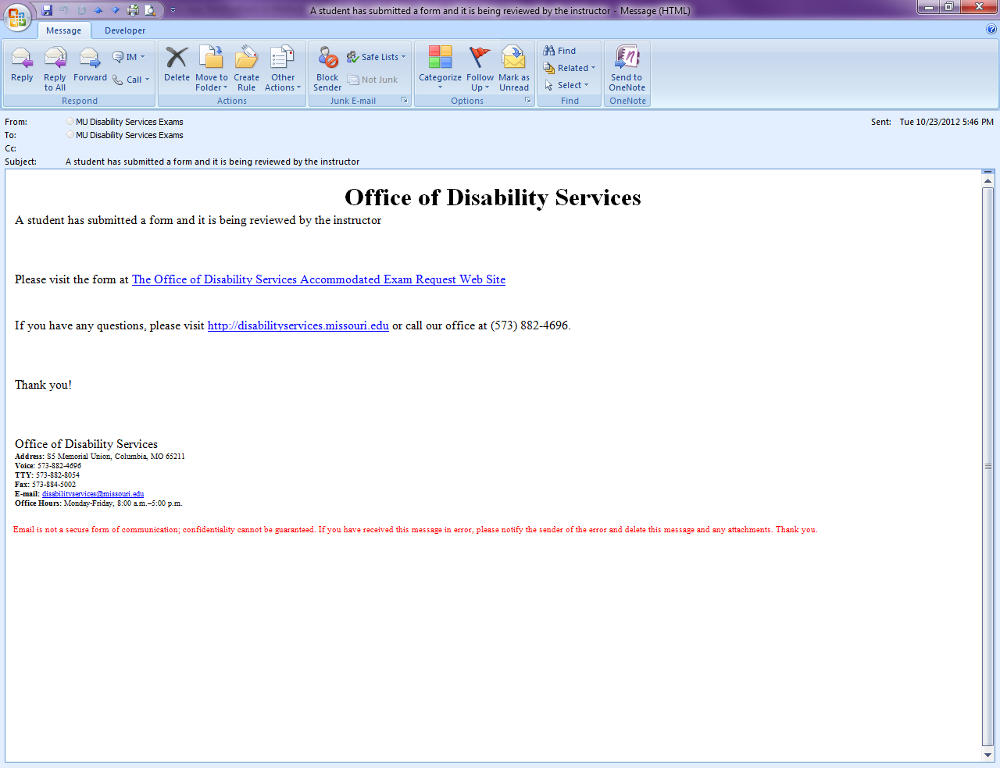 A student has submitted a form and it is being reviewed by the instructor - Message (HTML)
Message Developer
Reply Reply to All Forward IM Call
Respond
Delete Move to Folder Create Rule Other Actions
Actions
Block Sender Safe Lists Not Junk
Junk E-mail
Categorize Follow Up Mark as Unread
Options
Find Related Select
Find
Send to OneNote
OneNote
From: MU Disability Services Exams Sent: Tue 10/23/2012 5:46 PM
To: MU Disability Services Exams
Cc:
Subject: A student has submitted a form and it is being reviewed by the instructor
Office of Disability Services
A student has submitted a form and it is being reviewed by the instructor
Please visit the form at The Office of Disability Services Accommodated Exam Request Web Site
If you have any questions, please visit http://disabilityservices.missouri.edu or call our office at (573) 882-4696.
Thank you!
Office of Disability Services
Address: S5 Memorial Union, Columbia, MO 65211
Voice: 573-882-4696
TTY: 573-882-8054
Fax: 573-884-5002
E-mail: disabilityservices@missouri.edu
Office Hours: Monday-Friday, 8:00 a.m.–5:00 p.m.
Email is not a secure form of communication; confidentiality cannot be guaranteed. If you have received this message in error, please notify the sender of the error and delete this message and any attachments. Thank you.